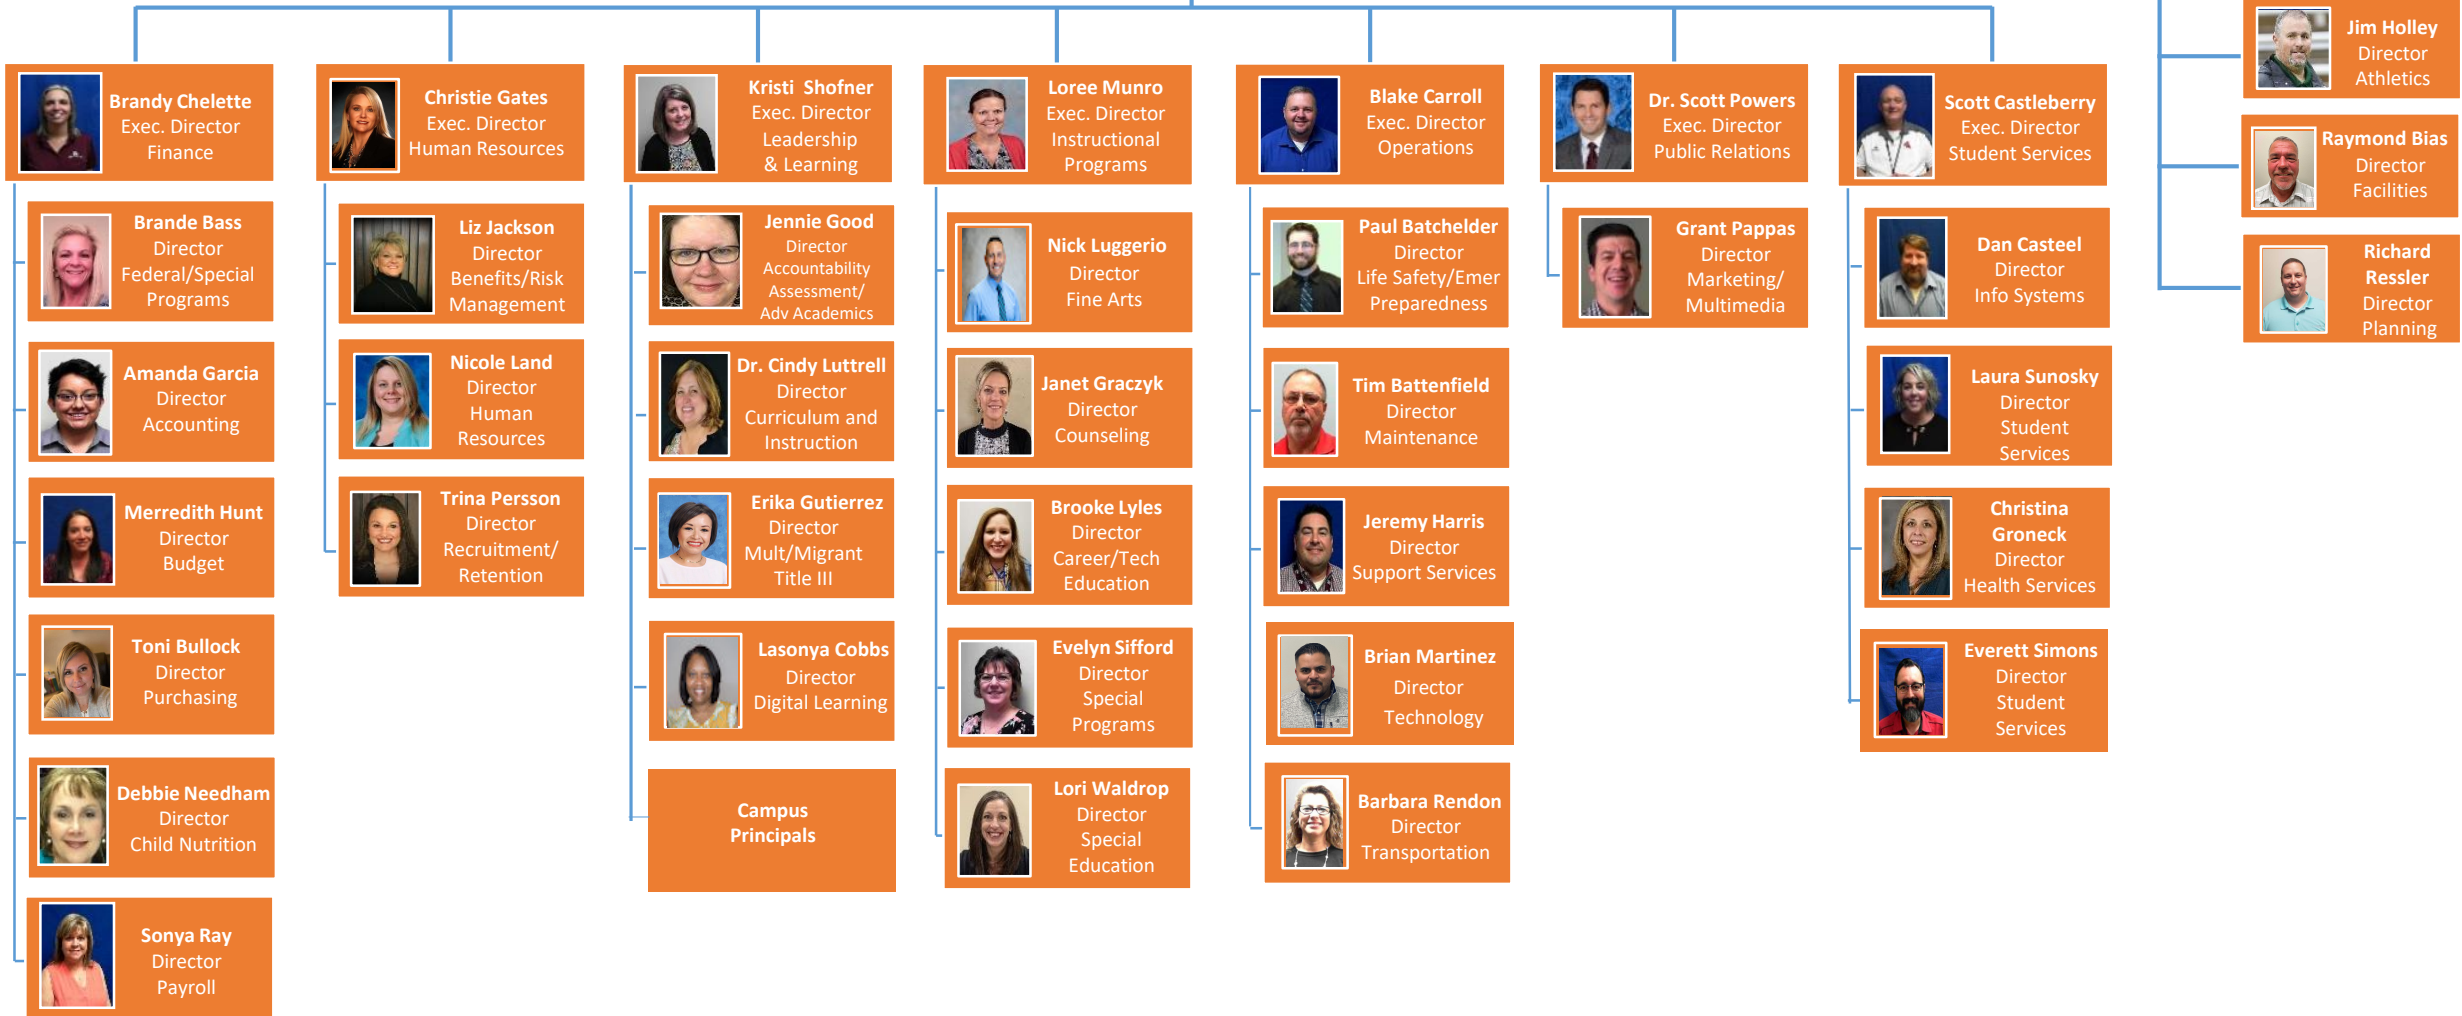 Brandy Chelette
Exec. Director
Finance
Brande Bass
Director
Federal/Special
Programs
Amanda Garcia
Director
Accounting
Merredith Hunt
Director
Budget
Toni Bullock
Director
Purchasing
Debbie Needham
Director
Child Nutrition
Sonya Ray
Director
Payroll
Christie Gates
Exec. Director
Human Resources
Liz Jackson
Director
Benefits/Risk
Management
Nicole Land
Director
Human
Resources
Trina Persson
Director
Recruitment/
Retention
Kristi Shofner
Exec. Director
Leadership
& Learning
Jennie Good
Director
Accountability
Assessment/
Adv Academics
Dr. Cindy Luttrell
Director
Curriculum and
Instruction
Erika Gutierrez
Director
Mult/Migrant
Title III
Lasonya Cobbs
Director
Digital Learning
Campus
Principals
Loree Munro
Exec. Director
Instructional
Programs
Nick Luggerio
Director
Fine Arts
Janet Graczyk
Director
Counseling
Brooke Lyles
Director
Career/Tech
Education
Evelyn Sifford
Director
Special
Programs
Lori Waldrop
Director
Special
Education
Blake Carroll
Exec. Director
Operations
Paul Batchelder
Director
Life Safety/Emer
Preparedness
Tim Battenfield
Director
Maintenance
Jeremy Harris
Director
Support Services
Brian Martinez
Director
Technology
Barbara Rendon
Director
Transportation
Dr. Scott Powers
Exec. Director
Public Relations
Grant Pappas
Director
Marketing/
Multimedia
Scott Castleberry
Exec. Director
Student Services
Dan Casteel
Director
Info Systems
Laura Sunosky
Director
Student
Services
Christina
Groneck
Director
Health Services
Everett Simons
Director
Student
Services
Jim Holley
Director
Athletics
Raymond Bias
Director
Facilities
Richard
Ressler
Director
Planning